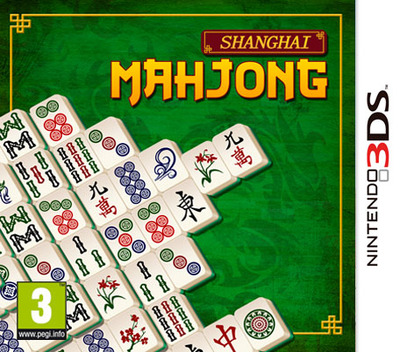 SHANGHAI
MAHJONG
NINTENDO 3DS
九
萬
九
萬
東
中
3
www.pegi.info